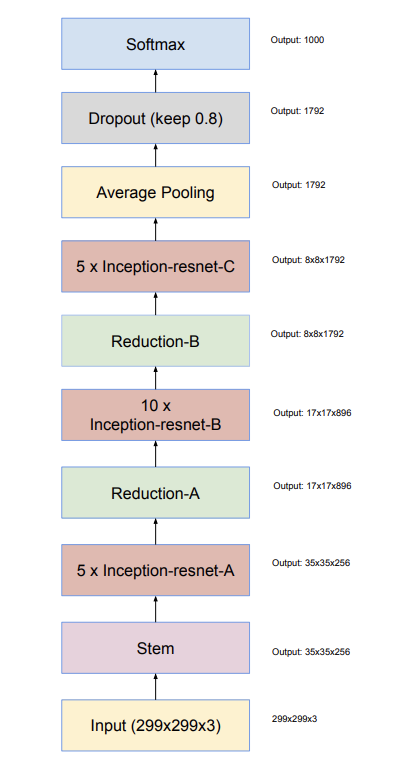 Softmax
Output: 1000
Dropout (keep 0.8)
Output: 1792
Average Pooling
Output: 1792
5 x Inception-resnet-C
Output: 8x8x1792
Reduction-B
Output: 8x8x1792
10 x
Inception-resnet-B
Output: 17x17x896
Reduction-A
Output: 17x17x896
5 x Inception-resnet-A
Output: 35x35x256
Stem
Output: 35x35x256
Input (299x299x3)
299x299x3